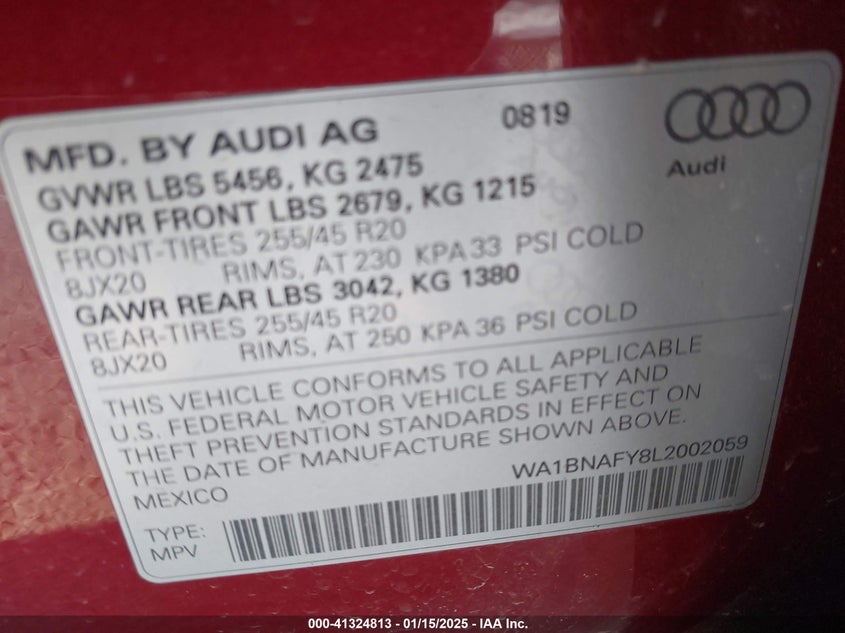 MFD. BY AUDI AG 0819
Audi
GVWR LBS 5456, KG 2475
GAWR FRONT LBS 2679, KG 1215
FRONT-TIRES 255/45 R20
8JX20 RIMS, AT 230 KPA 33 PSI COLD
GAWR REAR LBS 3042, KG 1380
REAR-TIRES 255/45 R20
8JX20 RIMS, AT 250 KPA 36 PSI COLD
THIS VEHICLE CONFORMS TO ALL APPLICABLE
U.S. FEDERAL MOTOR VEHICLE SAFETY AND
THEFT PREVENTION STANDARDS IN EFFECT ON
THE DATE OF MANUFACTURE SHOWN ABOVE.
MEXICO WA1BNAFY8L2002059
TYPE:
MPV
000-41324813 - 01/15/2025 - IAA Inc.